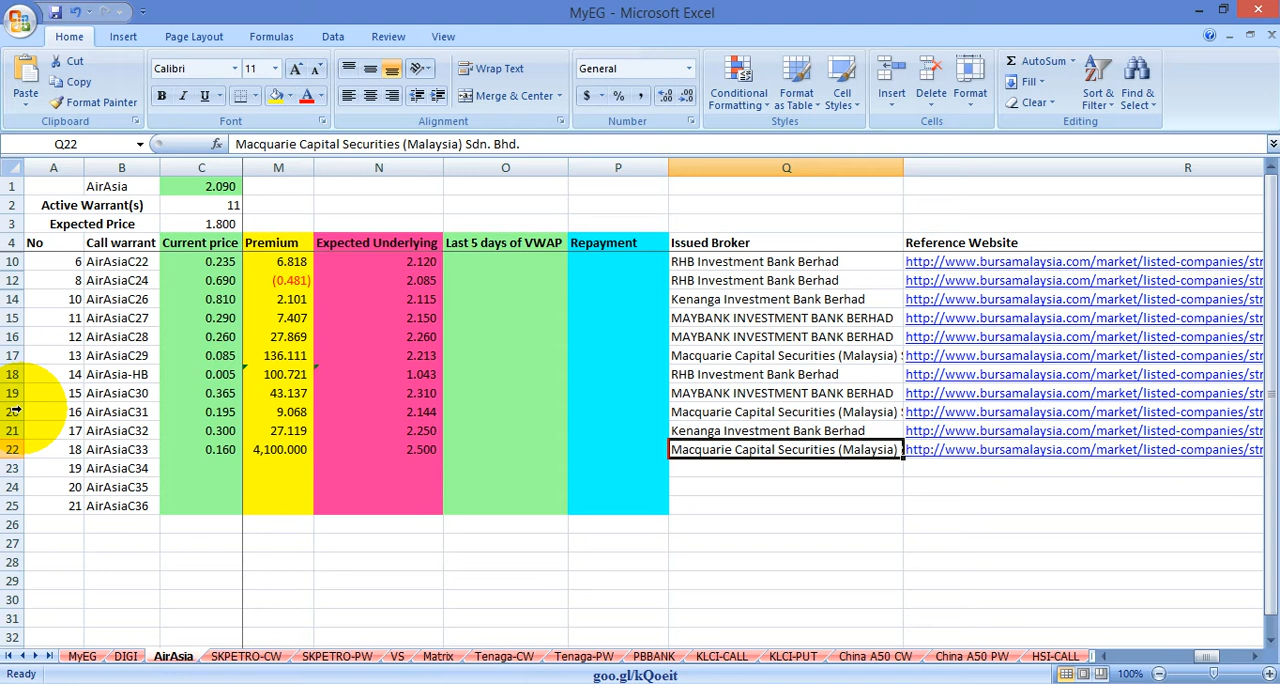 MyEG - Microsoft Excel
Home Insert Page Layout Formulas Data Review View
Paste Cut Copy Format Painter Clipboard
Calibri 11 A A B I U A Font
Wrap Text Merge & Center Alignment
General $ % , Number
Conditional Formatting Format as Table Cell Styles Styles
Insert Delete Format Cells
AutoSum Fill Clear Sort & Filter Find & Select Editing
Q22 fx Macquarie Capital Securities (Malaysia) Sdn. Bhd.
A B C M N O P Q R
1 AirAsia 2.090
2 Active Warrant(s) 11
3 Expected Price 1.800
4 No Call warrant Current price Premium Expected Underlying Last 5 days of VWAP Repayment Issued Broker Reference Website
10 6 AirAsiaC22 0.235 6.818 2.120 RHB Investment Bank Berhad http://www.bursamalaysia.com/market/listed-companies/str
12 8 AirAsiaC24 0.690 (0.481) 2.085 RHB Investment Bank Berhad http://www.bursamalaysia.com/market/listed-companies/str
14 10 AirAsiaC26 0.810 2.101 2.115 Kenanga Investment Bank Berhad http://www.bursamalaysia.com/market/listed-companies/str
15 11 AirAsiaC27 0.290 7.407 2.150 MAYBANK INVESTMENT BANK BERHAD http://www.bursamalaysia.com/market/listed-companies/str
16 12 AirAsiaC28 0.260 27.869 2.260 MAYBANK INVESTMENT BANK BERHAD http://www.bursamalaysia.com/market/listed-companies/str
17 13 AirAsiaC29 0.085 136.111 2.213 Macquarie Capital Securities (Malaysia) S http://www.bursamalaysia.com/market/listed-companies/str
18 14 AirAsia-HB 0.005 100.721 1.043 RHB Investment Bank Berhad http://www.bursamalaysia.com/market/listed-companies/str
19 15 AirAsiaC30 0.365 43.137 2.310 MAYBANK INVESTMENT BANK BERHAD http://www.bursamalaysia.com/market/listed-companies/str
20 16 AirAsiaC31 0.195 9.068 2.144 Macquarie Capital Securities (Malaysia) S http://www.bursamalaysia.com/market/listed-companies/str
21 17 AirAsiaC32 0.300 27.119 2.250 Kenanga Investment Bank Berhad http://www.bursamalaysia.com/market/listed-companies/str
22 18 AirAsiaC33 0.160 4,100.000 2.500 Macquarie Capital Securities (Malaysia) http://www.bursamalaysia.com/market/listed-companies/str
23 19 AirAsiaC34
24 20 AirAsiaC35
25 21 AirAsiaC36
26
27
28
29
30
31
32
MyEG DIGI AirAsia SKPETRO-CW SKPETRO-PW VS Matrix Tenaga-CW Tenaga-PW PBBANK KLCI-CALL KLCI-PUT China A50 CW China A50 PW HSI-CALL
Ready goo.gl/kQoeit 100%